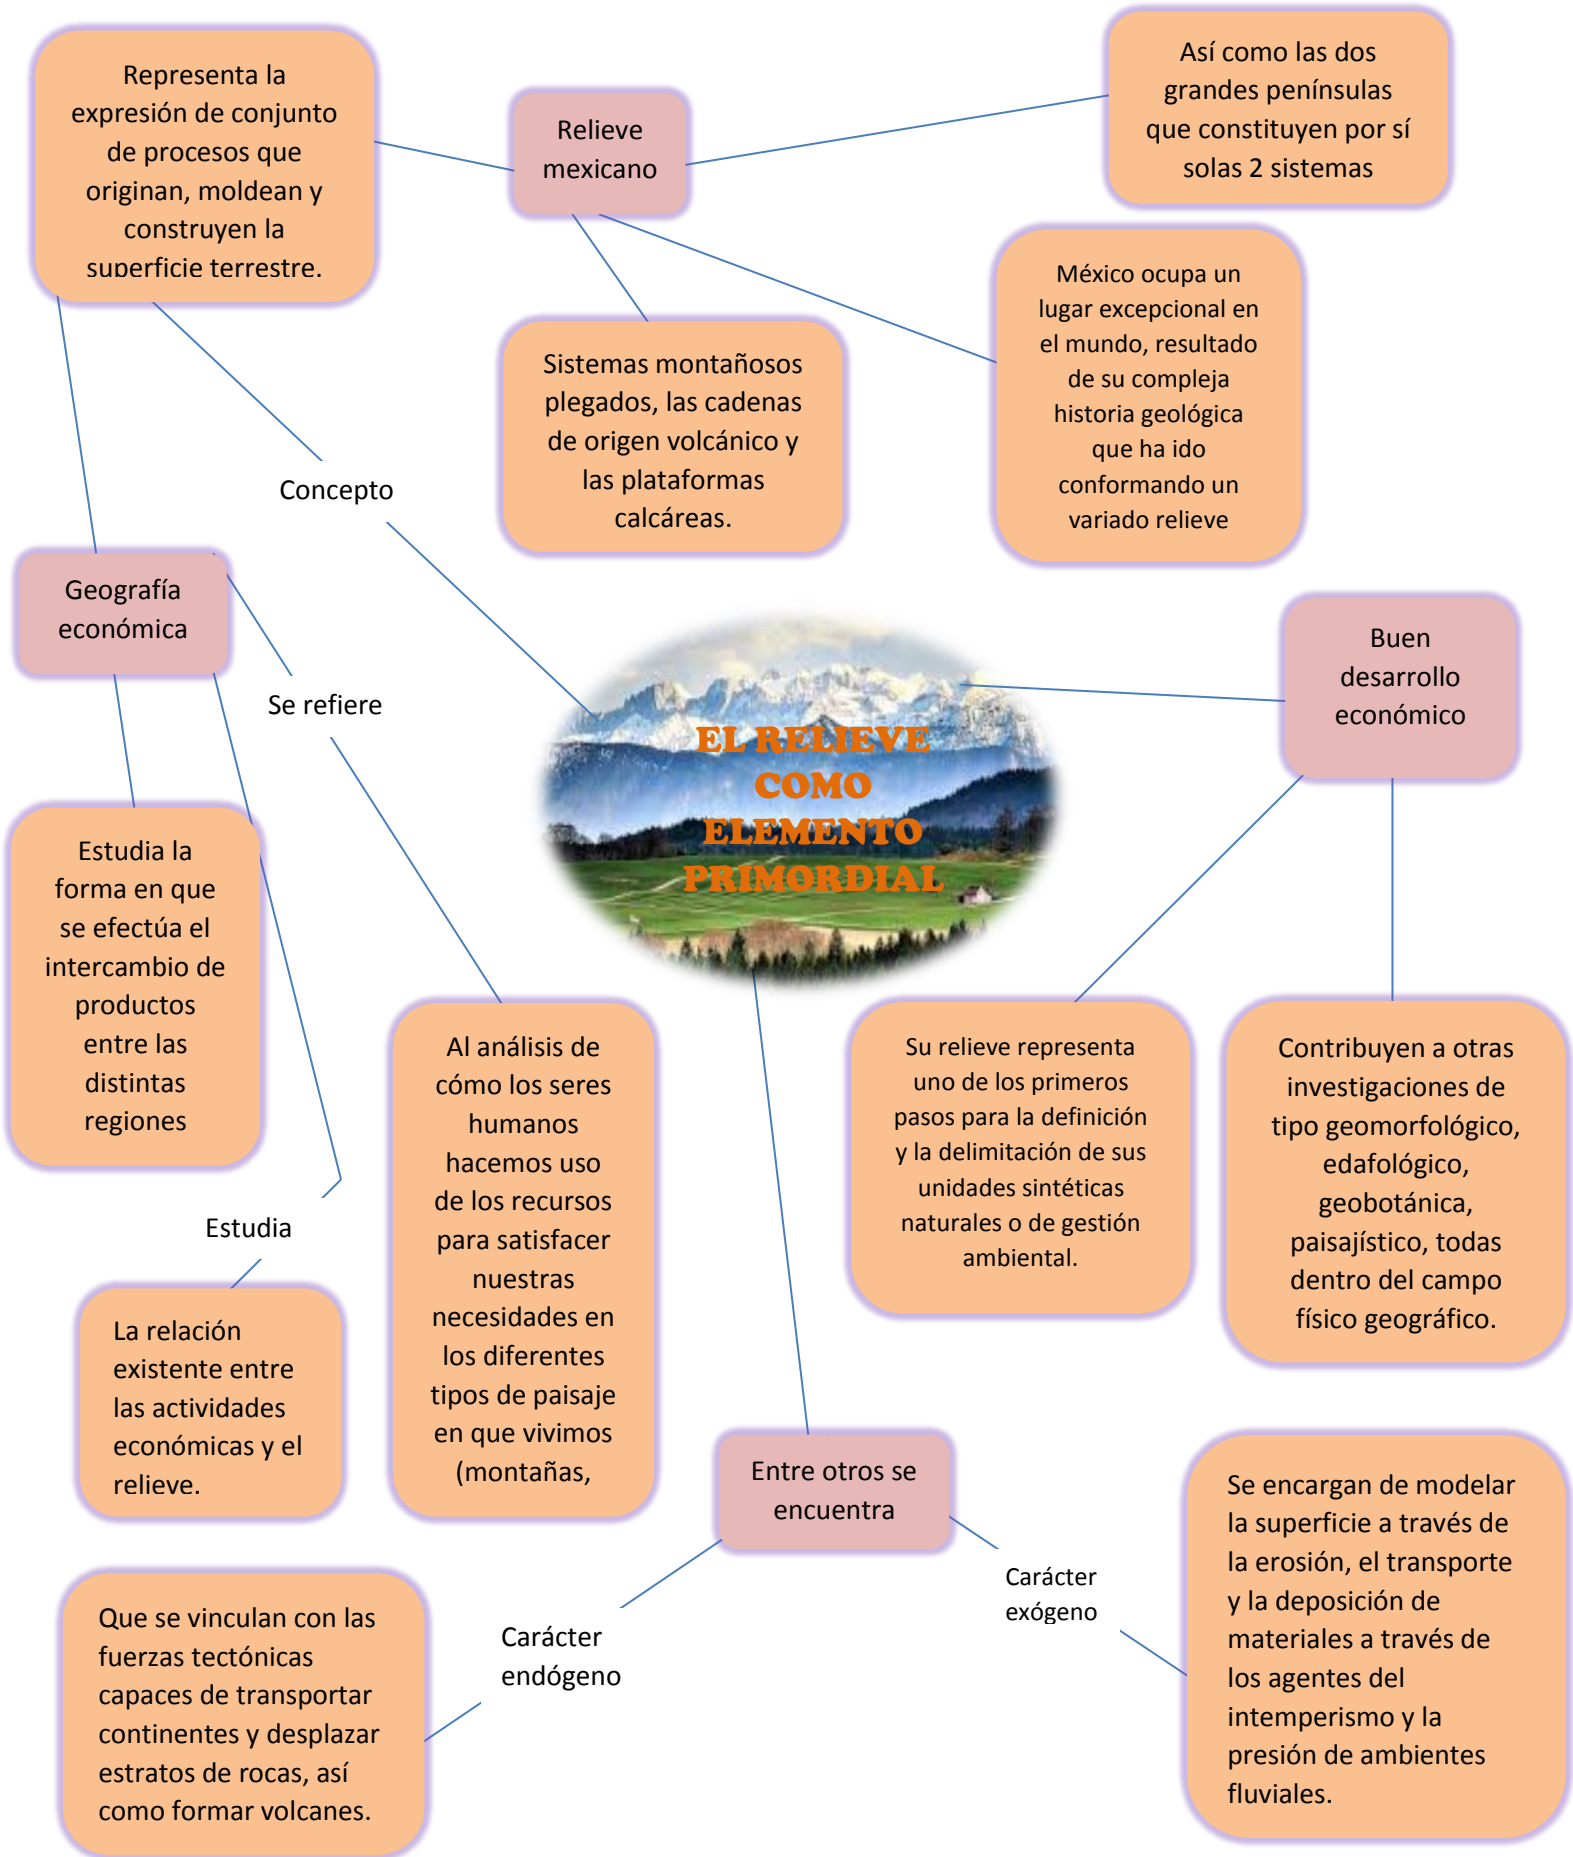 Representa la
expresión de conjunto
de procesos que
originan, moldean y
construyen la
superficie terrestre.
Relieve
mexicano
Así como las dos
grandes penínsulas
que constituyen por sí
solas 2 sistemas
México ocupa un
lugar excepcional en
el mundo, resultado
de su compleja
historia geológica
que ha ido
conformando un
variado relieve
Sistemas montañosos
plegados, las cadenas
de origen volcánico y
las plataformas
calcáreas.
Concepto
Geografía
económica
Se refiere
Buen
desarrollo
económico
EL RELIEVE
COMO
ELEMENTO
PRIMORDIAL
Estudia la
forma en que
se efectúa el
intercambio de
productos
entre las
distintas
regiones
Al análisis de
cómo los seres
humanos
hacemos uso
de los recursos
para satisfacer
nuestras
necesidades en
los diferentes
tipos de paisaje
en que vivimos
(montañas,
Su relieve representa
uno de los primeros
pasos para la definición
y la delimitación de sus
unidades sintéticas
naturales o de gestión
ambiental.
Contribuyen a otras
investigaciones de
tipo geomorfológico,
edafológico,
geobotánica,
paisajístico, todas
dentro del campo
físico geográfico.
Estudia
La relación
existente entre
las actividades
económicas y el
relieve.
Entre otros se
encuentra
Carácter
exógeno
Se encargan de modelar
la superficie a través de
la erosión, el transporte
y la deposición de
materiales a través de
los agentes del
intemperismo y la
presión de ambientes
fluviales.
Carácter
endógeno
Que se vinculan con las
fuerzas tectónicas
capaces de transportar
continentes y desplazar
estratos de rocas, así
como formar volcanes.